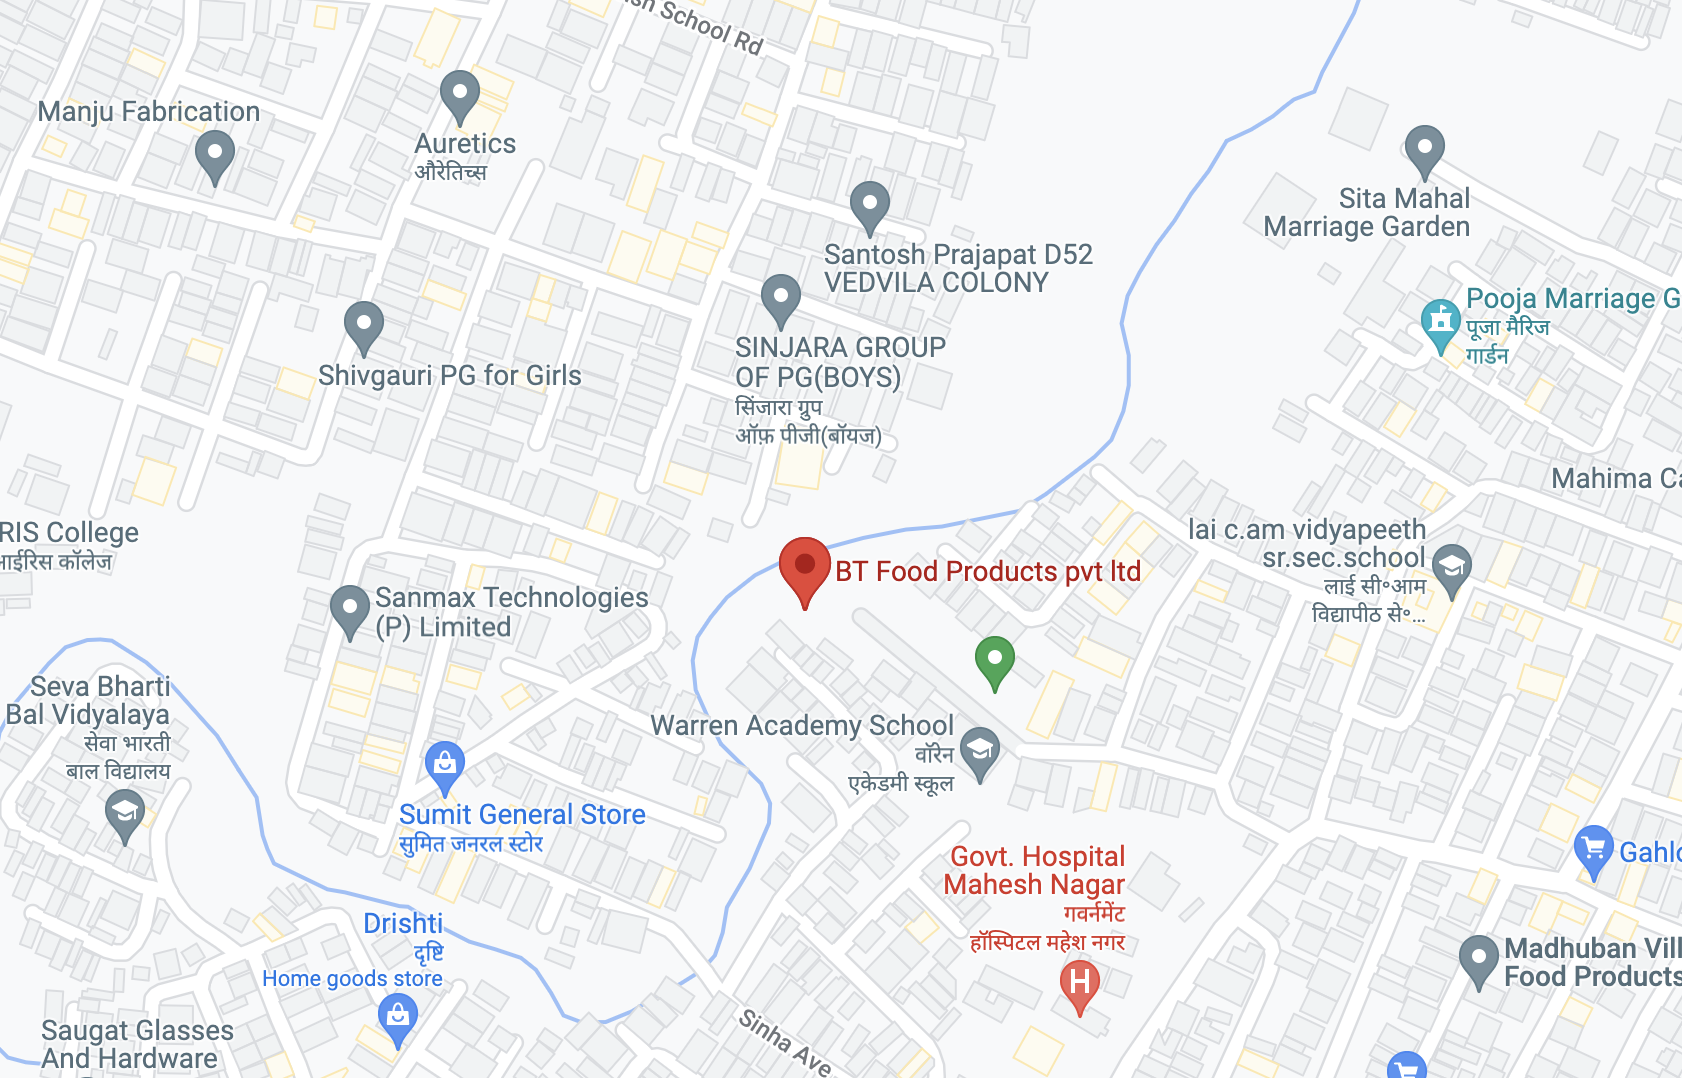 sh School Rd
Manju Fabrication
Auretics
औरेतिच्स
Sita Mahal
Marriage Garden
Santosh Prajapat D52
VEDVILA COLONY
Pooja Marriage G
पूजा मैरिज
गार्डन
SINJARA GROUP
OF PG(BOYS)
सिंजारा ग्रुप
ऑफ़ पीजी(बॉयज)
Shivgauri PG for Girls
Mahima Ca
RIS College
आईरिस कॉलेज
lai c.am vidyapeeth
sr.sec.school
लाई सी°आम
विद्यापीठ से°...
BT Food Products pvt ltd
Sanmax Technologies
(P) Limited
Seva Bharti
Bal Vidyalaya
सेवा भारती
बाल विद्यालय
Warren Academy School
वॉरेन
एकेडमी स्कूल
Sumit General Store
सुमित जनरल स्टोर
Govt. Hospital
Mahesh Nagar
गवर्नमेंट
हॉस्पिटल महेश नगर
H
Gahlo
Drishti
दृष्टि
Home goods store
Madhuban Vill
Food Products
Saugat Glasses
And Hardware
Sinha Ave